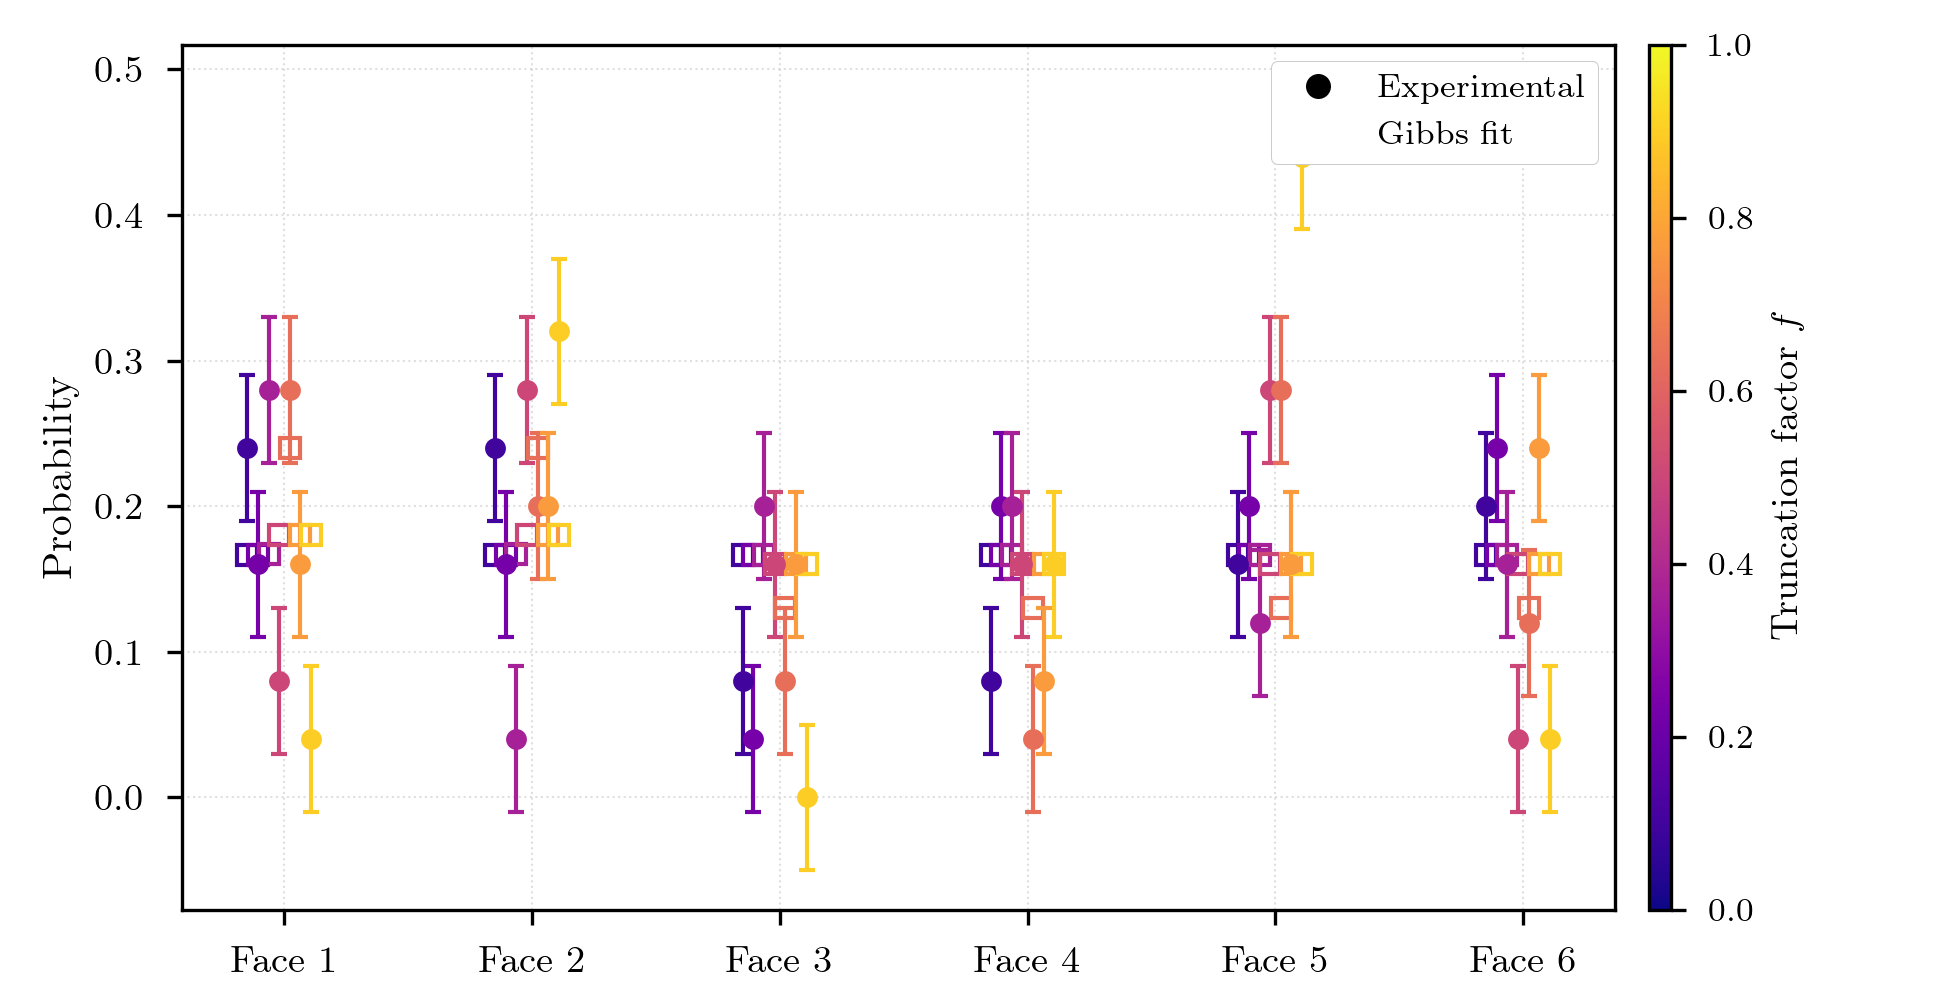 0.5
0.4
0.3
0.2
0.1
0.0
Probability
Face 1
Face 2
Face 3
Face 4
Face 5
Face 6
Experimental
Gibbs fit
1.0
0.8
0.6
0.4
0.2
0.0
Truncation factor f